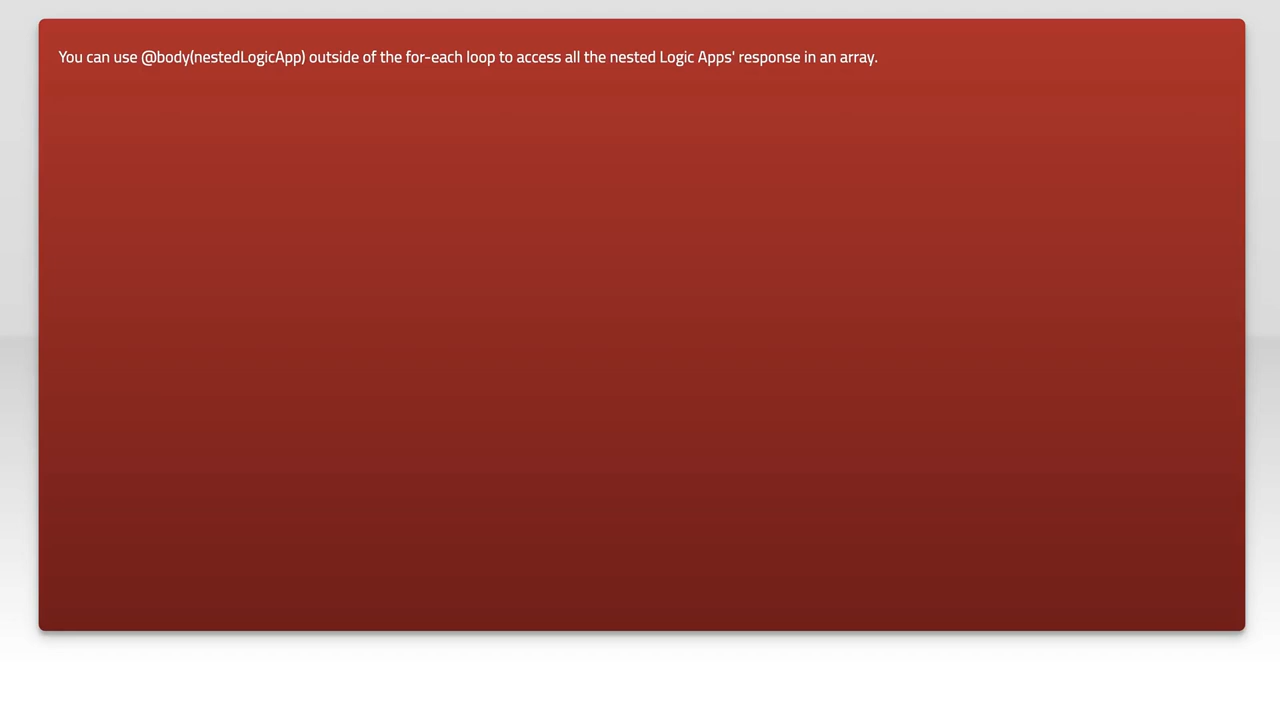 You can use @body(nestedLogicApp) outside of the for-each loop to access all the nested Logic Apps' response in an array.